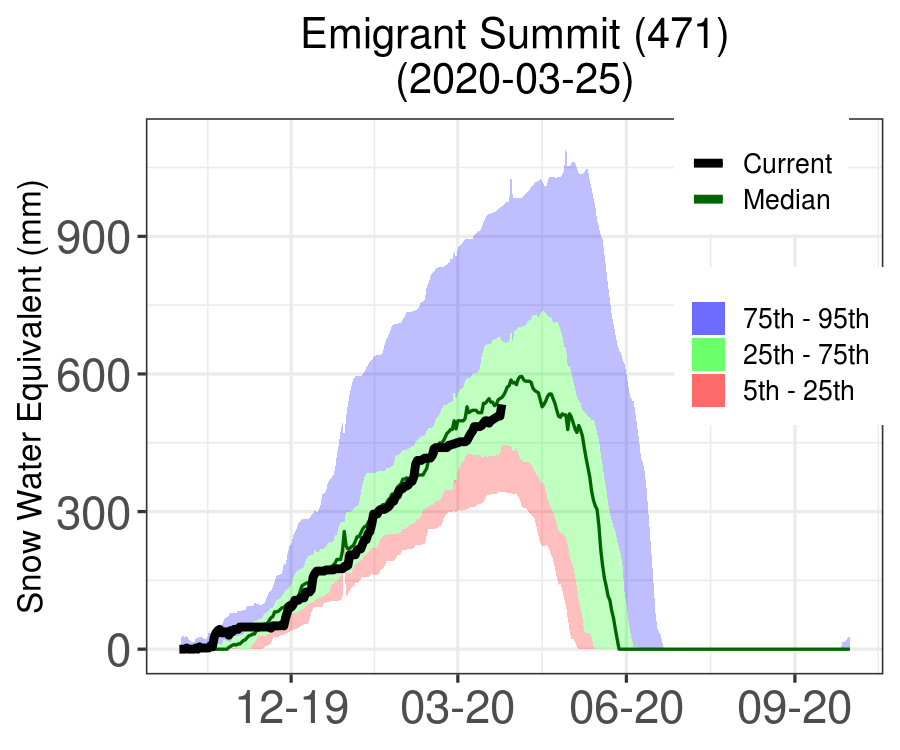 Emigrant Summit (471)
(2020-03-25)
Snow Water Equivalent (mm)
900
600
300
0
12-19
03-20
06-20
09-20
Current
Median
75th - 95th
25th - 75th
5th - 25th